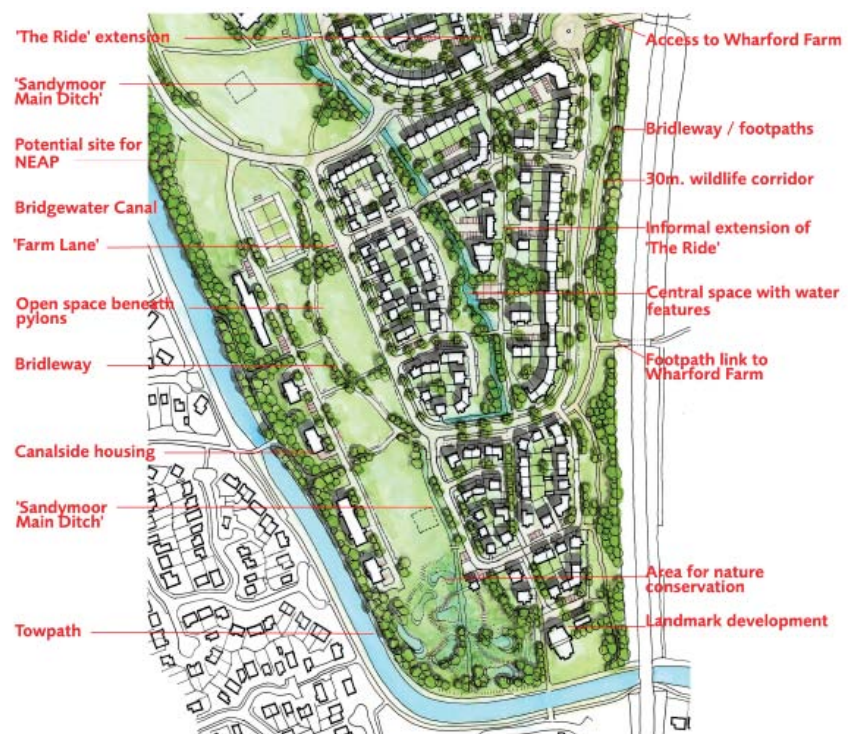 'The Ride' extension
'Sandymoor
Main Ditch'
Potential site for
NEAP
Bridgewater Canal
'Farm Lane'
Open space beneath
pylons
Bridleway
Canalside housing
'Sandymoor
Main Ditch'
Towpath
Access to Wharford Farm
Bridleway / footpaths
30m. wildlife corridor
Informal extension of
'The Ride'
Central space with water
features
Footpath link to
Wharford Farm
Area for nature
conservation
Landmark development